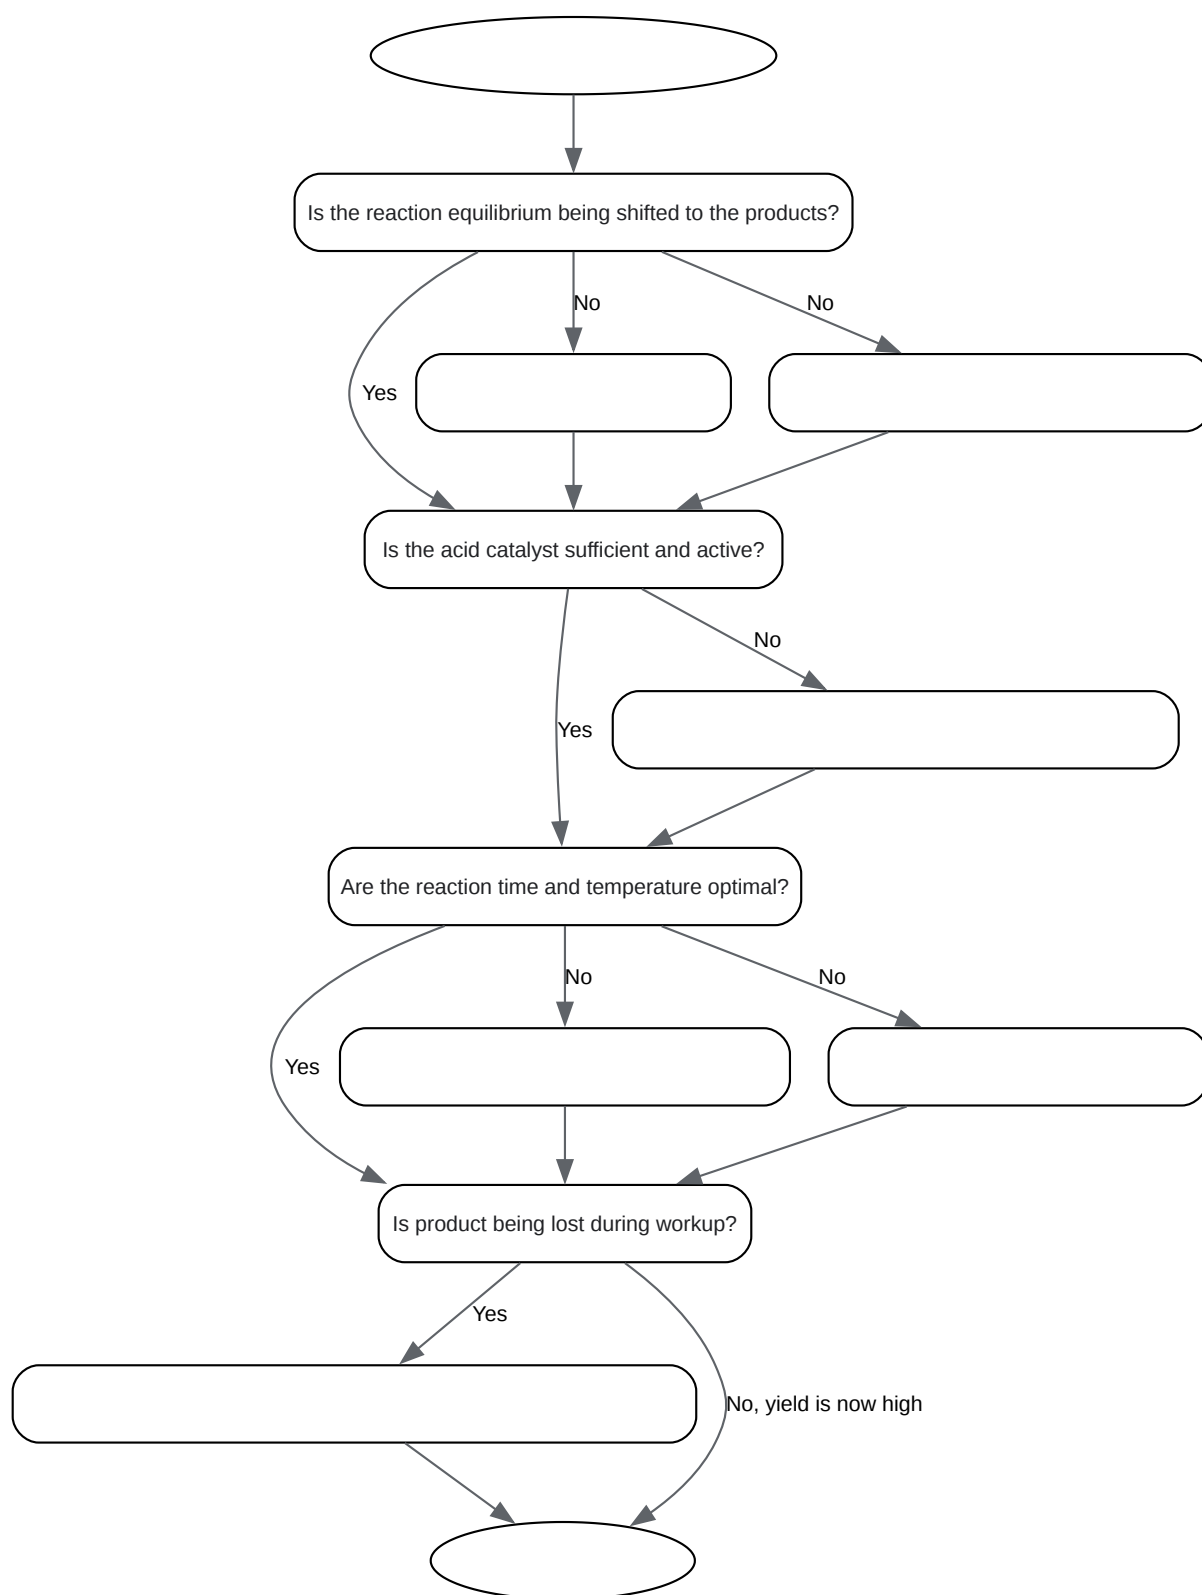 Is the reaction equilibrium being shifted to the products?
No
No
Yes
Is the acid catalyst sufficient and active?
No
Yes
Are the reaction time and temperature optimal?
No
No
Yes
Is product being lost during workup?
Yes
No, yield is now high